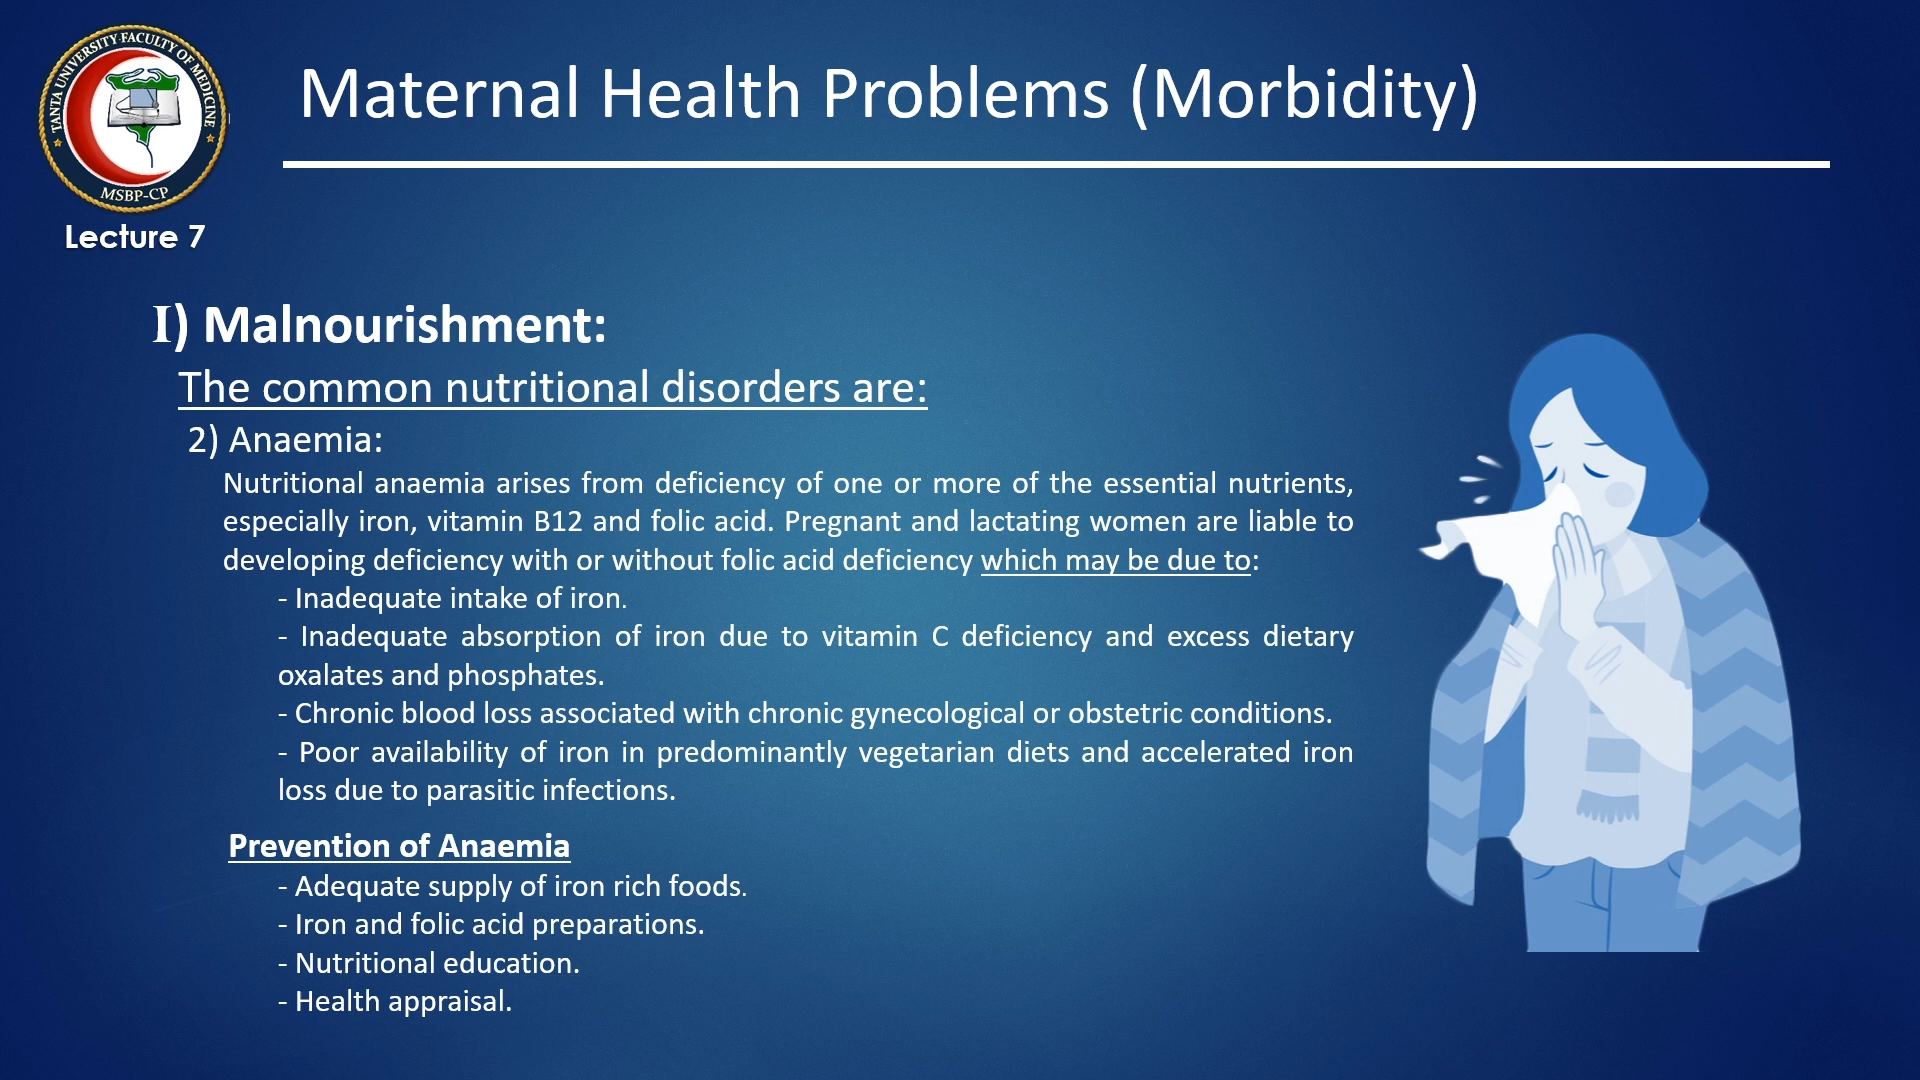 TANTA UNIVERSITY FACULTY OF MEDICINE
MSBP-CP
Lecture 7
Maternal Health Problems (Morbidity)
I) Malnourishment:
The common nutritional disorders are:
2) Anaemia:
Nutritional anaemia arises from deficiency of one or more of the essential nutrients,
especially iron, vitamin B12 and folic acid. Pregnant and lactating women are liable to
developing deficiency with or without folic acid deficiency which may be due to:
- Inadequate intake of iron.
- Inadequate absorption of iron due to vitamin C deficiency and excess dietary
oxalates and phosphates.
- Chronic blood loss associated with chronic gynecological or obstetric conditions.
- Poor availability of iron in predominantly vegetarian diets and accelerated iron
loss due to parasitic infections.
Prevention of Anaemia
- Adequate supply of iron rich foods.
- Iron and folic acid preparations.
- Nutritional education.
- Health appraisal.